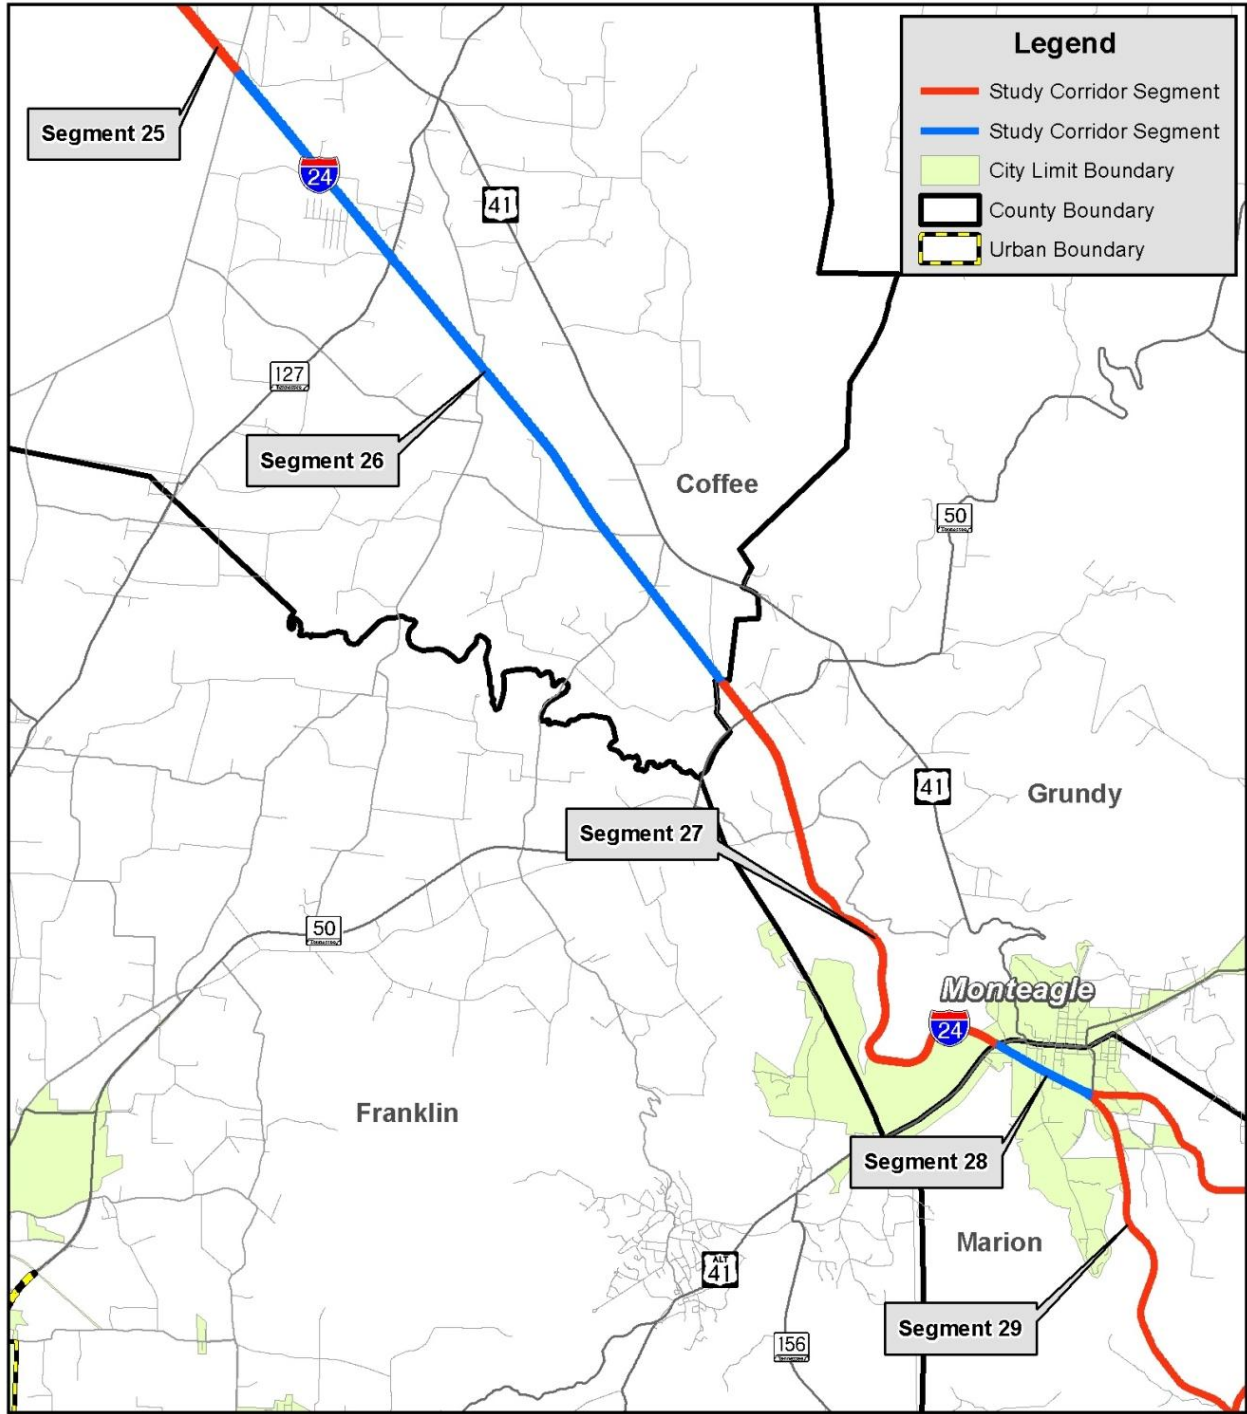 Legend
Study Corridor Segment
Study Corridor Segment
City Limit Boundary
County Boundary
Urban Boundary
Segment 25
24
41
127
Segment 26
Coffee
50
41
Grundy
Segment 27
50
Monteagle
24
Franklin
Segment 28
Marion
ALT
41
Segment 29
156